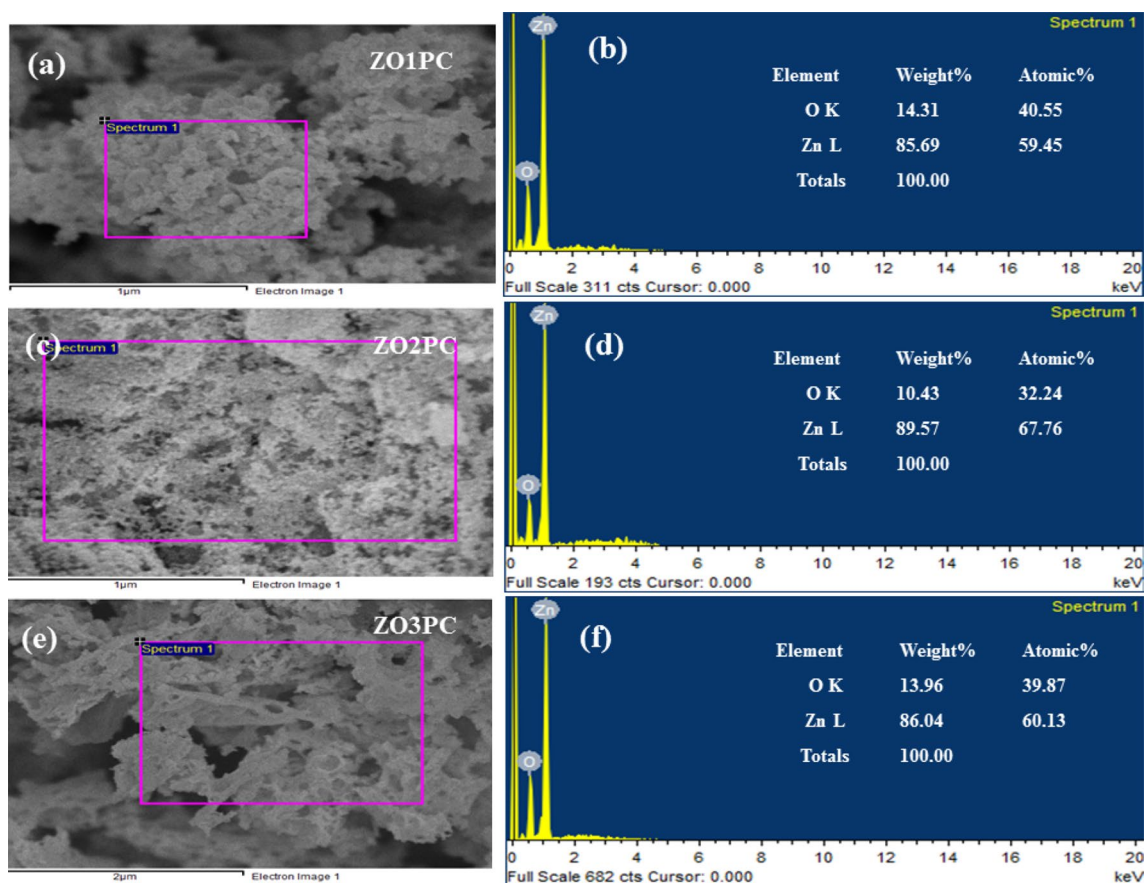 (a)
ZO1PC
Spectrum 1
1µm
Electron Image 1
(b)
Spectrum 1
Zn
O
Element Weight% Atomic%
O K 14.31 40.55
Zn L 85.69 59.45
Totals 100.00
0 2 4 6 8 10 12 14 16 18 20
Full Scale 311 cts Cursor: 0.000 keV
(c)
ZO2PC
Spectrum 1
1µm
Electron Image 1
(d)
Spectrum 1
Zn
O
Element Weight% Atomic%
O K 10.43 32.24
Zn L 89.57 67.76
Totals 100.00
0 2 4 6 8 10 12 14 16 18 20
Full Scale 193 cts Cursor: 0.000 keV
(e)
ZO3PC
Spectrum 1
2µm
Electron Image 1
(f)
Spectrum 1
Zn
O
Element Weight% Atomic%
O K 13.96 39.87
Zn L 86.04 60.13
Totals 100.00
0 2 4 6 8 10 12 14 16 18 20
Full Scale 682 cts Cursor: 0.000 keV